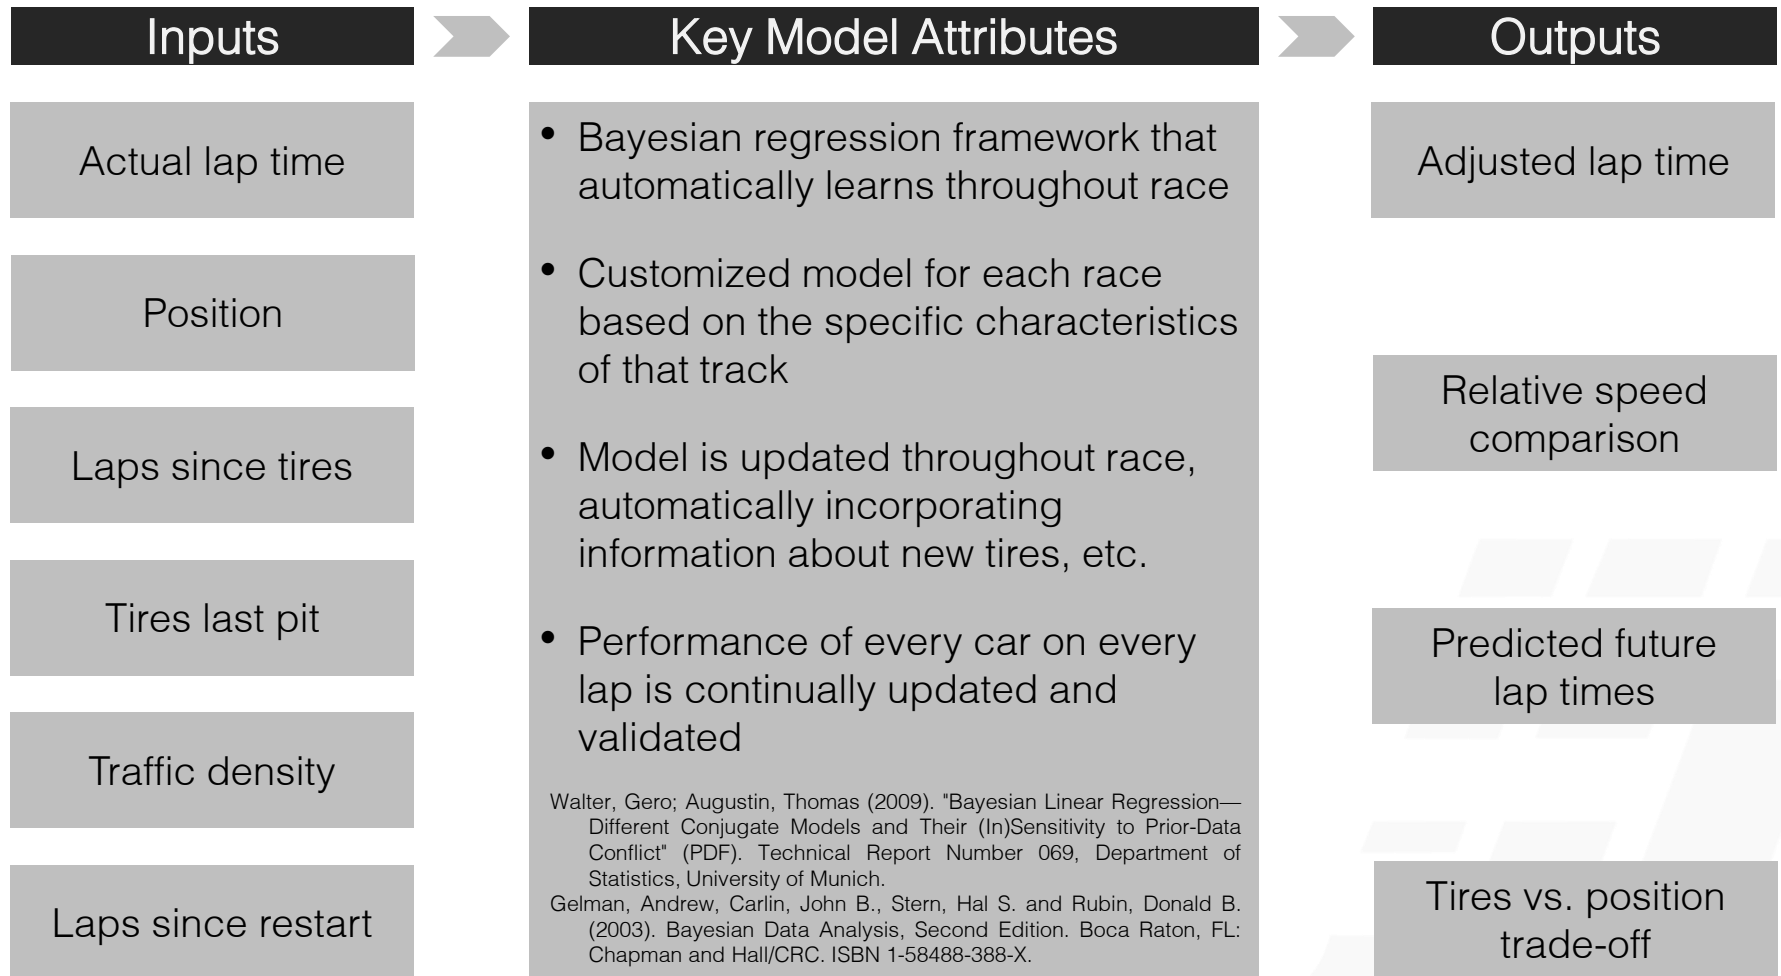 Inputs
Key Model Attributes
Outputs
Actual lap time
Position
Laps since tires
Tires last pit
Traffic density
Laps since restart
• Bayesian regression framework that
automatically learns throughout race
• Customized model for each race
based on the specific characteristics
of that track
• Model is updated throughout race,
automatically incorporating
information about new tires, etc.
• Performance of every car on every
lap is continually updated and
validated
Walter, Gero; Augustin, Thomas (2009). "Bayesian Linear Regression—
Different Conjugate Models and Their (In)Sensitivity to Prior-Data
Conflict" (PDF). Technical Report Number 069, Department of
Statistics, University of Munich.
Gelman, Andrew, Carlin, John B., Stern, Hal S. and Rubin, Donald B.
(2003). Bayesian Data Analysis, Second Edition. Boca Raton, FL:
Chapman and Hall/CRC. ISBN 1-58488-388-X.
Adjusted lap time
Relative speed
comparison
Predicted future
lap times
Tires vs. position
trade-off